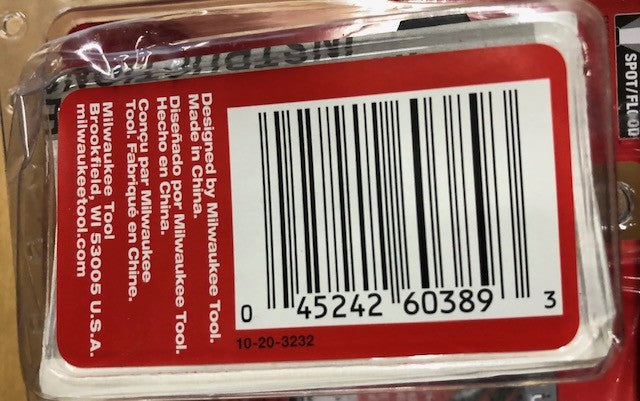 Designed by Milwaukee Tool.
Made in China.
Diseñado por Milwaukee Tool.
Hecho en China.
Conçu par Milwaukee
Tool. Fabriqué en Chine.
Milwaukee Tool
Brookfield, WI 53005 U.S.A.
milwaukeetool.com
0 45242 60389 3
10-20-3232
SPOT/FLOOD